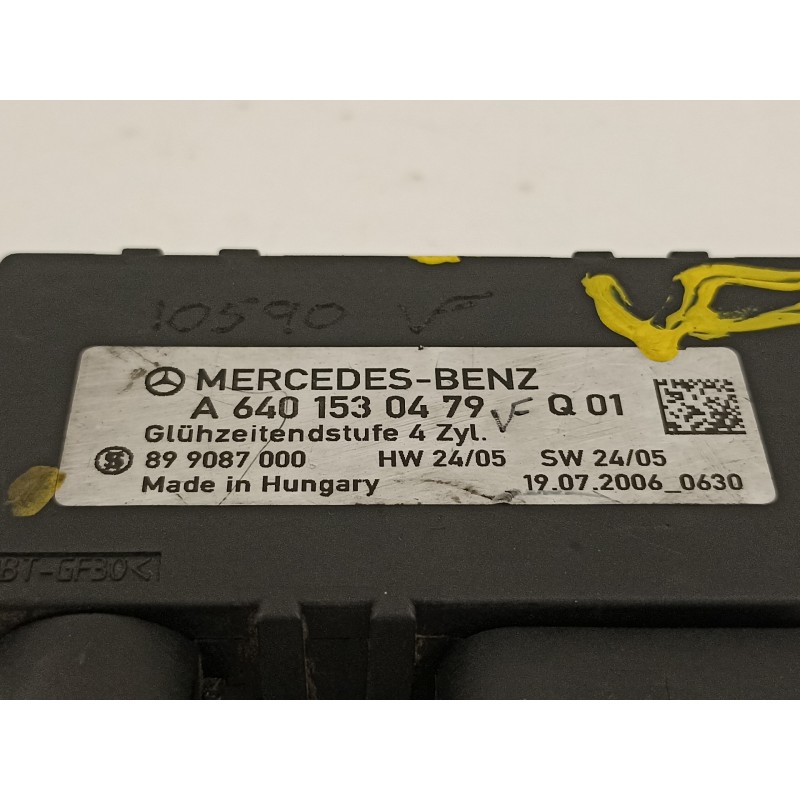 10590
MERCEDES-BENZ
A 640 153 04 79 VF Q 01
Glühzeitendstufe 4 Zyl.
89 9087 000 HW 24/05 SW 24/05
Made in Hungary 19.07.2006_0630
BT-GF30<